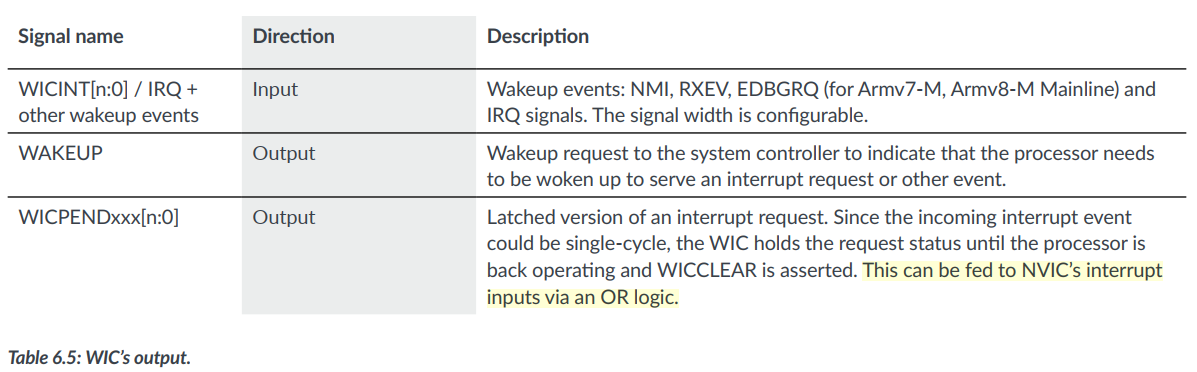 Signal name Direction Description
WICINT[n:0] / IRQ + Input Wakeup events: NMI, RXEV, EDBGRQ (for Armv7-M, Armv8-M Mainline) and
other wakeup events IRQ signals. The signal width is configurable.
WAKEUP Output Wakeup request to the system controller to indicate that the processor needs
to be woken up to serve an interrupt request or other event.
WICPENDxxx[n:0] Output Latched version of an interrupt request. Since the incoming interrupt event
could be single-cycle, the WIC holds the request status until the processor is
back operating and WICCLEAR is asserted. This can be fed to NVIC's interrupt
inputs via an OR logic.
Table 6.5: WIC's output.